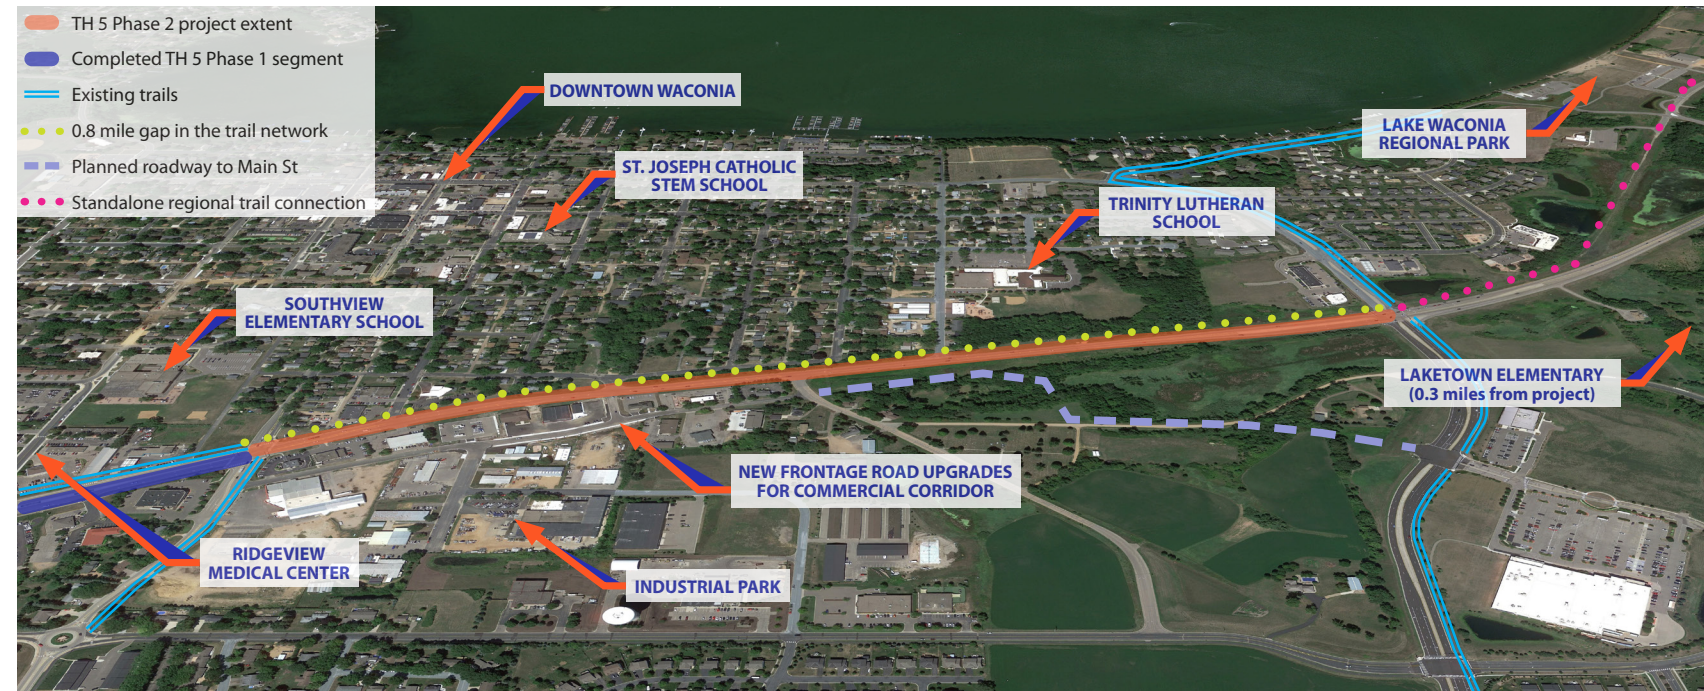 TH 5 Phase 2 project extent
Completed TH 5 Phase 1 segment
Existing trails
0.8 mile gap in the trail network
Planned roadway to Main St
Standalone regional trail connection
DOWNTOWN WACONIA
ST. JOSEPH CATHOLIC
STEM SCHOOL
LAKE WACONIA
REGIONAL PARK
TRINITY LUTHERAN
SCHOOL
SOUTHVIEW
ELEMENTARY SCHOOL
LAKETOWN ELEMENTARY
(0.3 miles from project)
NEW FRONTAGE ROAD UPGRADES
FOR COMMERCIAL CORRIDOR
RIDGEVIEW
MEDICAL CENTER
INDUSTRIAL PARK